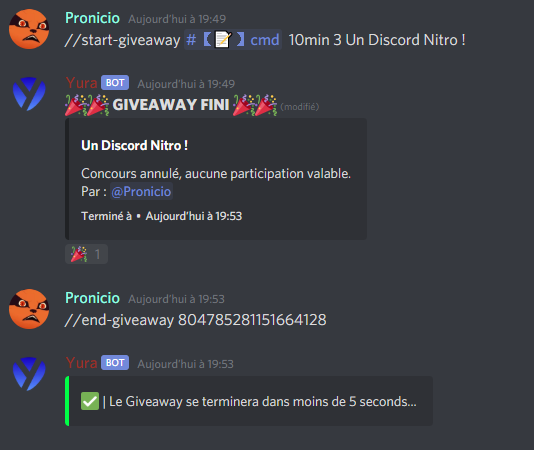 Pronicio Aujourd'hui à 19:49
//start-giveaway #【📝】cmd 10min 3 Un Discord Nitro !
Yura BOT Aujourd'hui à 19:49
🎉🎉 GIVEAWAY FINI 🎉🎉 (modifié)
Un Discord Nitro !
Concours annulé, aucune participation valable.
Par : @Pronicio
Terminé à • Aujourd'hui à 19:53
🎉 1
Pronicio Aujourd'hui à 19:53
//end-giveaway 804785281151664128
Yura BOT Aujourd'hui à 19:53
✅ | Le Giveaway se terminera dans moins de 5 seconds...